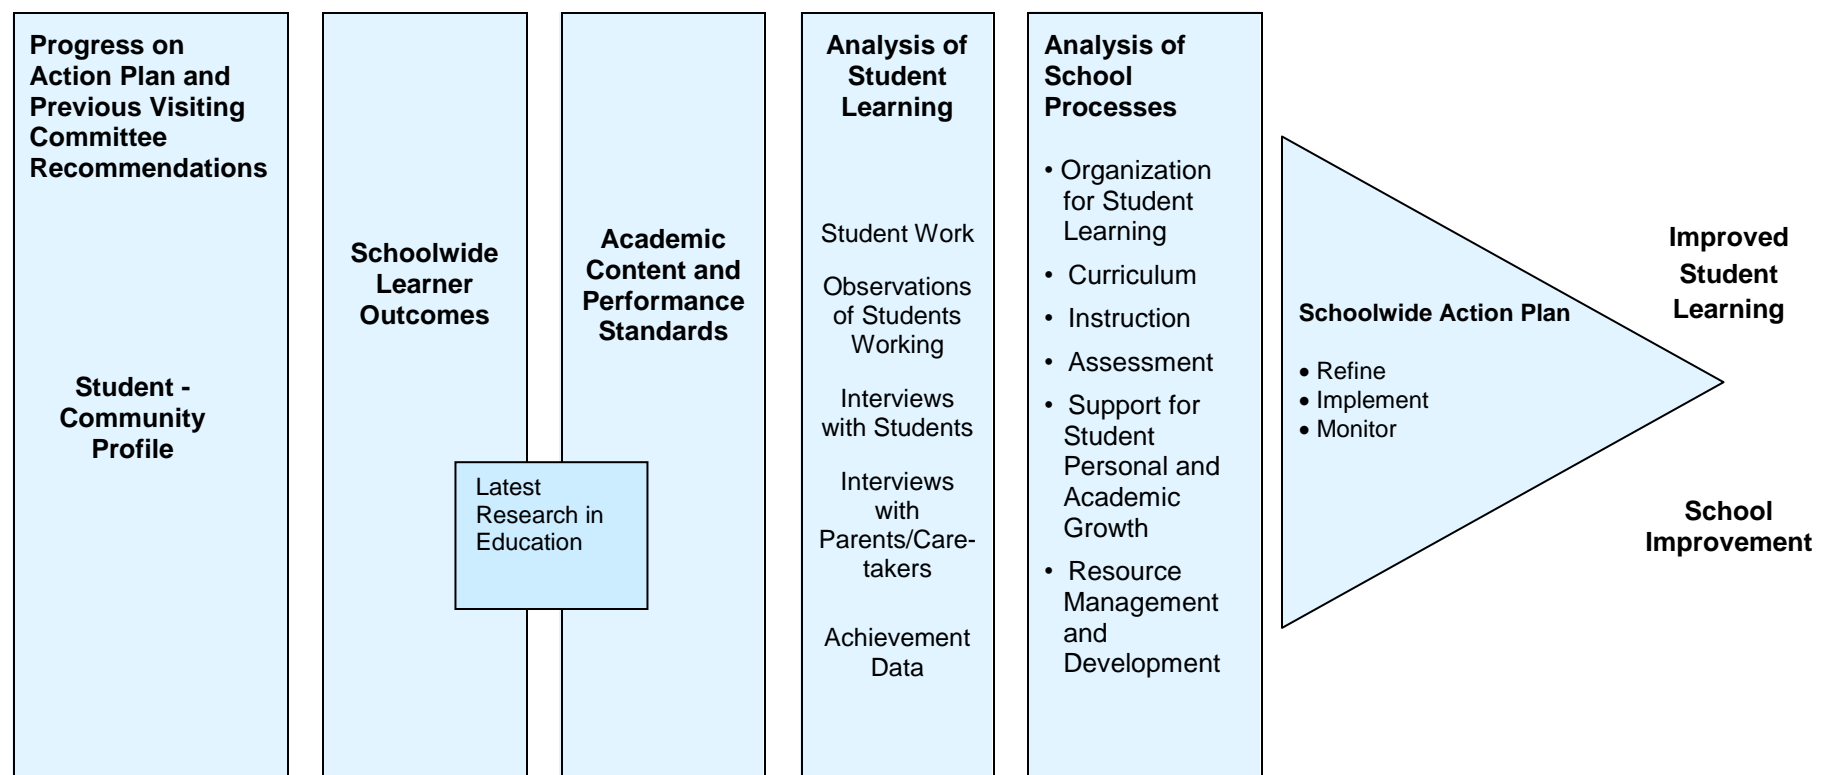 Progress on
Action Plan and
Previous Visiting
Committee
Recommendations
Student -
Community
Profile
Schoolwide
Learner
Outcomes
Academic
Content and
Performance
Standards
Latest
Research in
Education
Analysis of
Student
Learning
Student Work
Observations
of Students
Working
Interviews
with Students
Interviews
with
Parents/Care-
takers
Achievement
Data
Analysis of
School
Processes
• Organization
for Student
Learning
• Curriculum
• Instruction
• Assessment
• Support for
Student
Personal and
Academic
Growth
• Resource
Management
and
Development
Schoolwide Action Plan
• Refine
• Implement
• Monitor
Improved
Student
Learning
School
Improvement